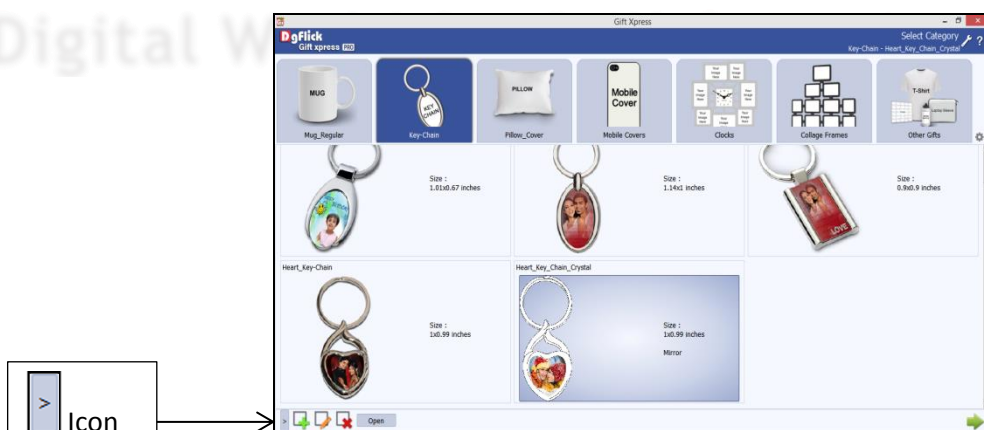 Digital W
Gift Xpress
DgFlick
Gift xpress PRO
Select Category
Key-Chain - Heart_Key_Chain_Crystal
?
MUG
KEY CHAIN
PILLOW
Mobile
Cover
T-Shirt
Mug_Regular
Key-Chain
Pillow_Cover
Mobile Covers
Clocks
Collage Frames
Other Gifts
Size :
1.01x0.67 inches
Size :
1.14x1 inches
Size :
0.9x0.9 inches
LOVE
Heart_Key-Chain
Heart_Key_Chain_Crystal
Size :
1x0.99 inches
Size :
1x0.99 inches
Mirror
>
Icon
>
Open